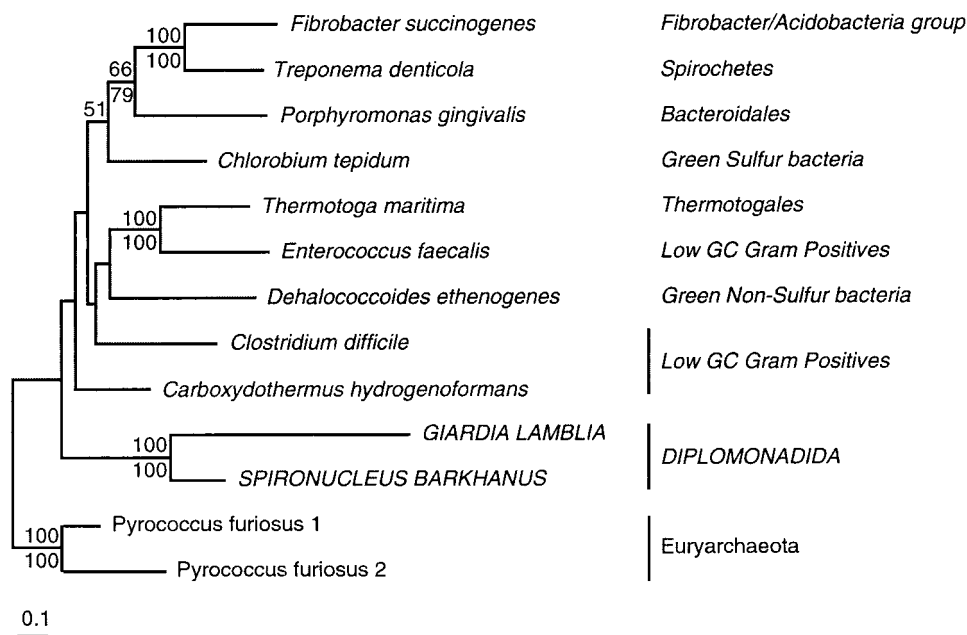 Fibrobacter succinogenes Fibrobacter/Acidobacteria group
100
100
Treponema denticola Spirochetes
66
79
51
Porphyromonas gingivalis Bacteroidales
Chlorobium tepidum Green Sulfur bacteria
Thermotoga maritima Thermotogales
100
100
Enterococcus faecalis Low GC Gram Positives
Dehalococcoides ethenogenes Green Non-Sulfur bacteria
Clostridium difficile
Low GC Gram Positives
Carboxydothermus hydrogenoformans
GIARDIA LAMBLIA
100
100
DIPLOMONADIDA
SPIRONUCLEUS BARKHANUS
Pyrococcus furiosus 1
100
100
Euryarchaeota
Pyrococcus furiosus 2
0.1